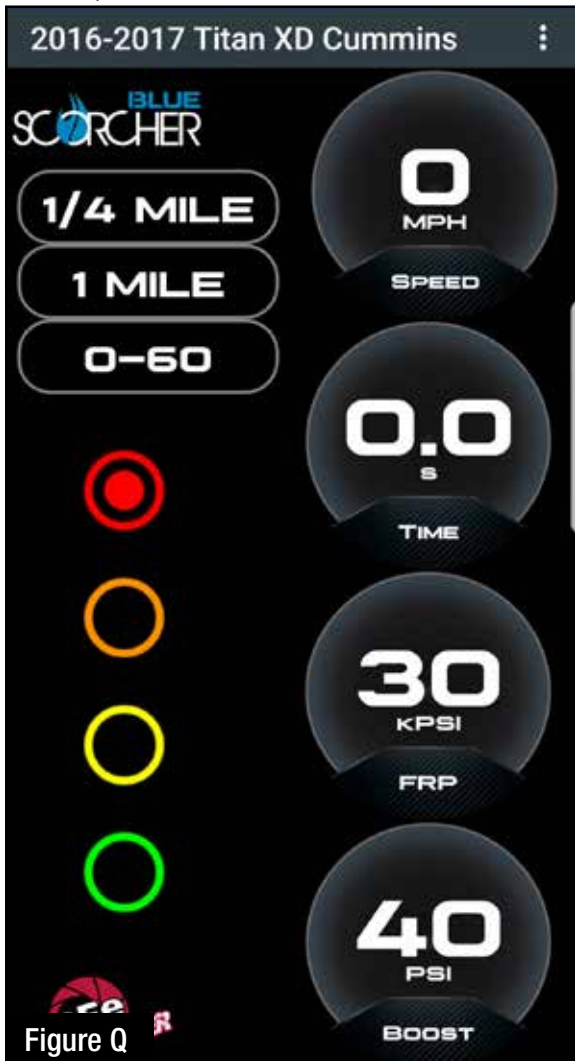 2016-2017 Titan XD Cummins
BLUE
SCORCHER
1/4 MILE
1 MILE
0-60
0
MPH
SPEED
0.0
S
TIME
30
KPSI
FRP
40
PSI
BOOST
Figure Q